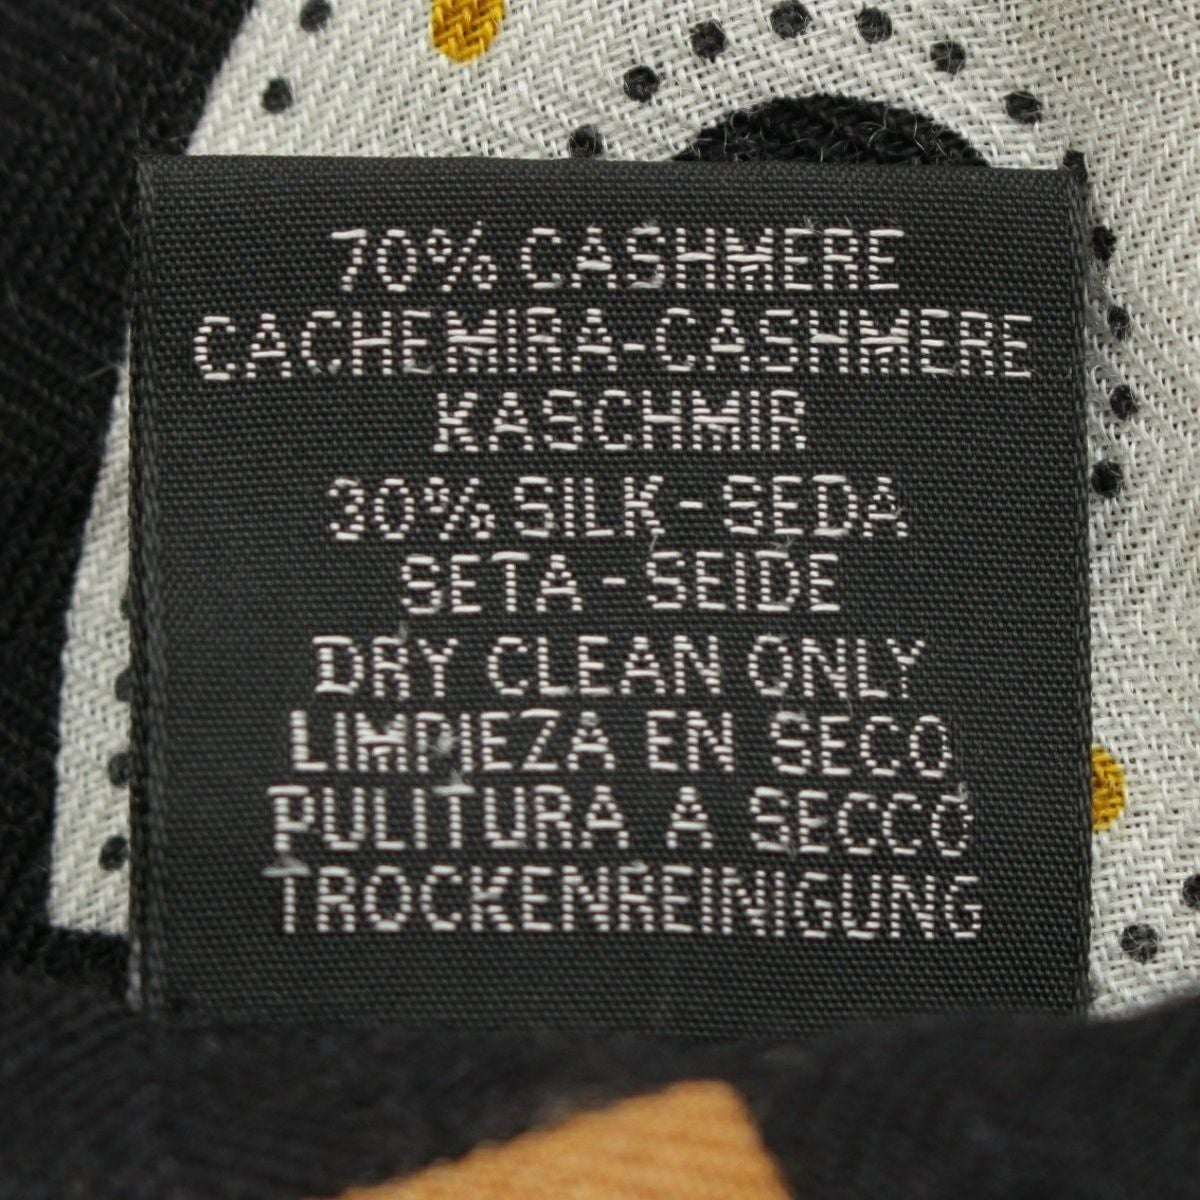 70% CASHMERE
CACHEMIRA-CASHMERE
KASCHMIR
30% SILK-SEDA
SETA-SEIDE
DRY CLEAN ONLY
LIMPIEZA EN SECO
PULITURA A SECCO
TROCKENREINIGUNG